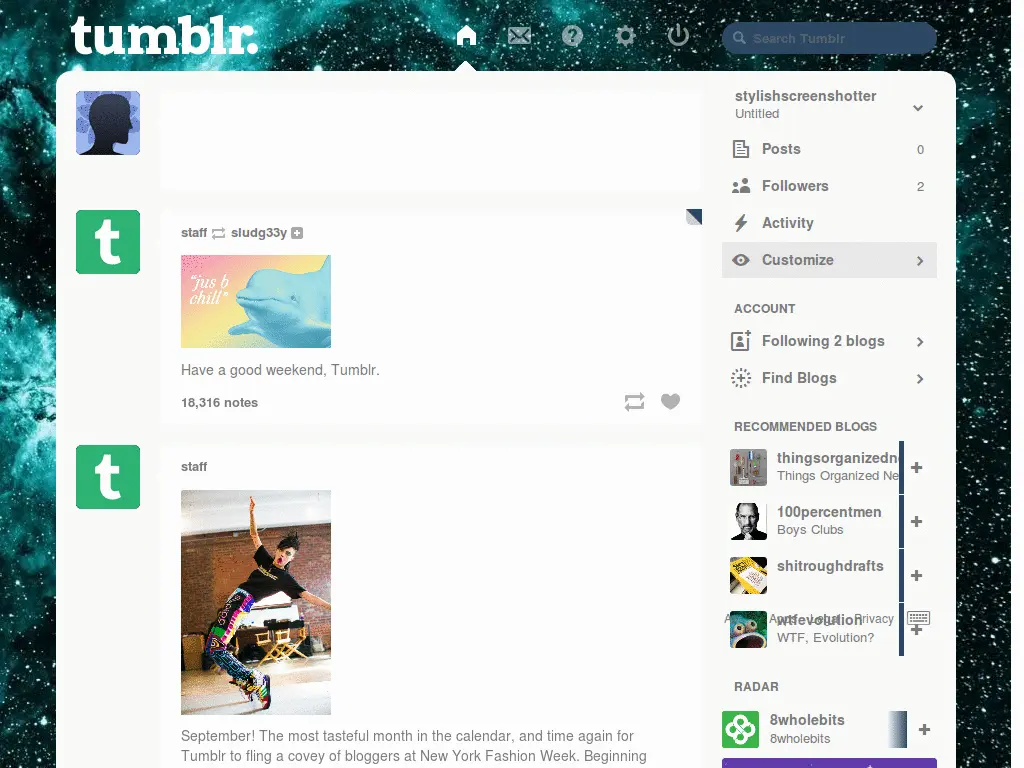 tumblr.
Search Tumblr
stylishscreenshotter
Untitled
Posts 0
Followers 2
Activity
Customize
ACCOUNT
Following 2 blogs
Find Blogs
RECOMMENDED BLOGS
thingsorganizedn
Things Organized Ne
100percentmen
Boys Clubs
shitroughdrafts
wtfevolution
Legal Privacy
WTF, Evolution?
RADAR
8wholebits
8wholebits
t
staff sludg33y
"jus b
chill"
Have a good weekend, Tumblr.
18,316 notes
t
staff
adidas
September! The most tasteful month in the calendar, and time again for
Tumblr to fling a covey of bloggers at New York Fashion Week. Beginning